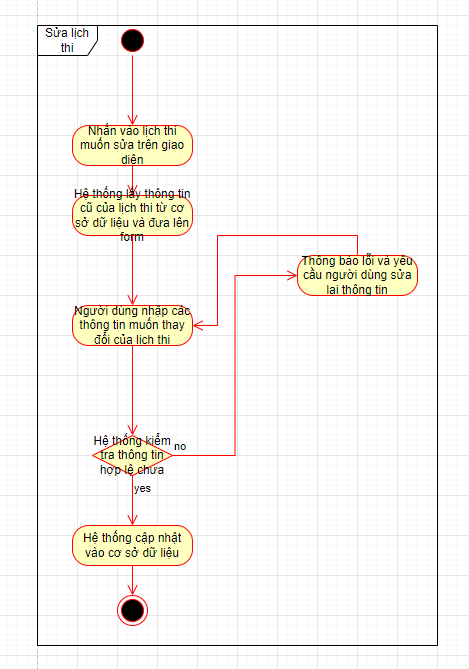 Sửa lịch
thi
Nhấn vào lịch thi
muốn sửa trên giao
diện
Hệ thống lấy thông tin
cũ của lịch thi từ cơ
sở dữ liệu và đưa lên
form
Thông báo lỗi và yêu
cầu người dùng sửa
lại thông tin
Người dùng nhập các
thông tin muốn thay
đổi của lịch thi
Hệ thống kiểm
tra thông tin
hợp lệ chưa
no
yes
Hệ thống cập nhật
vào cơ sở dữ liệu